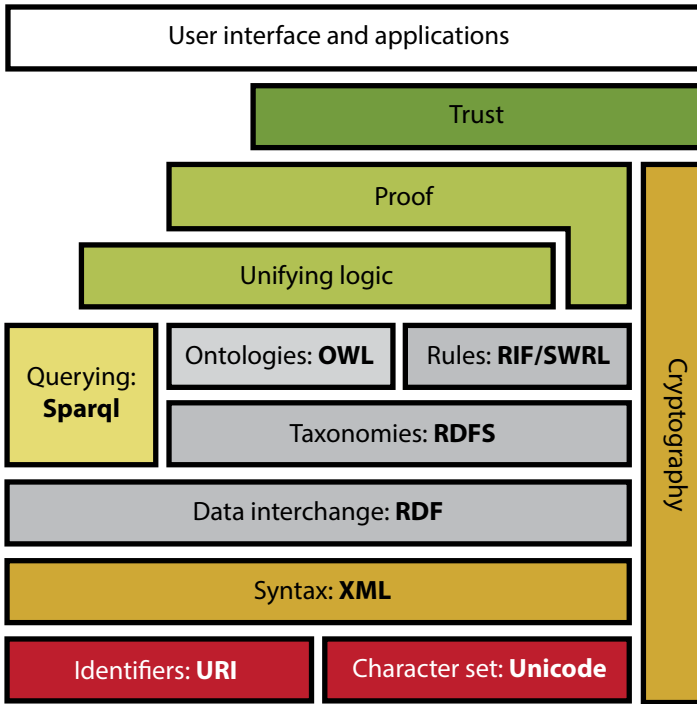 User interface and applications
Trust
Proof
Unifying logic
Querying:
Sparql
Ontologies: OWL
Rules: RIF/SWRL
Taxonomies: RDFS
Cryptography
Data interchange: RDF
Syntax: XML
Identifiers: URI
Character set: Unicode